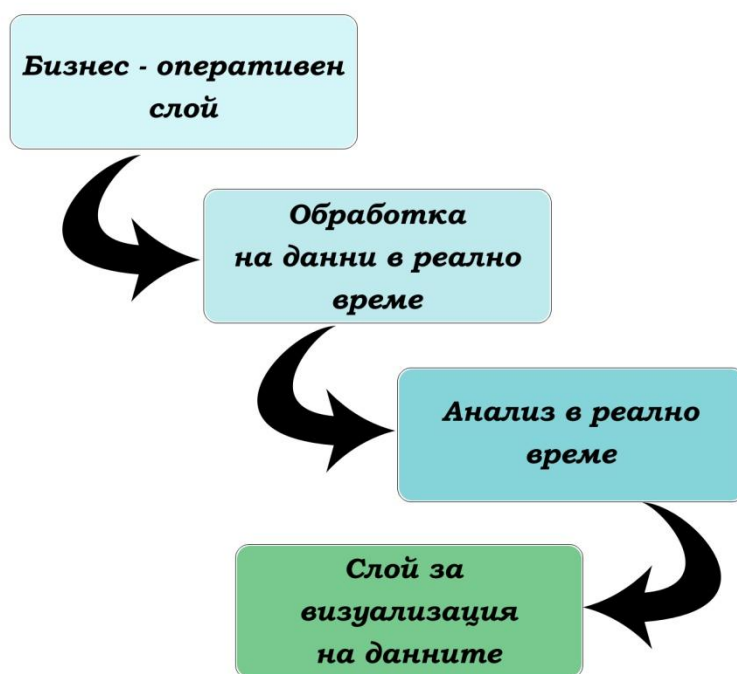 Бизнес - оперативен
слой
Обработка
на данни в реално
време
Анализ в реално
време
Слой за
визуализация
на данните